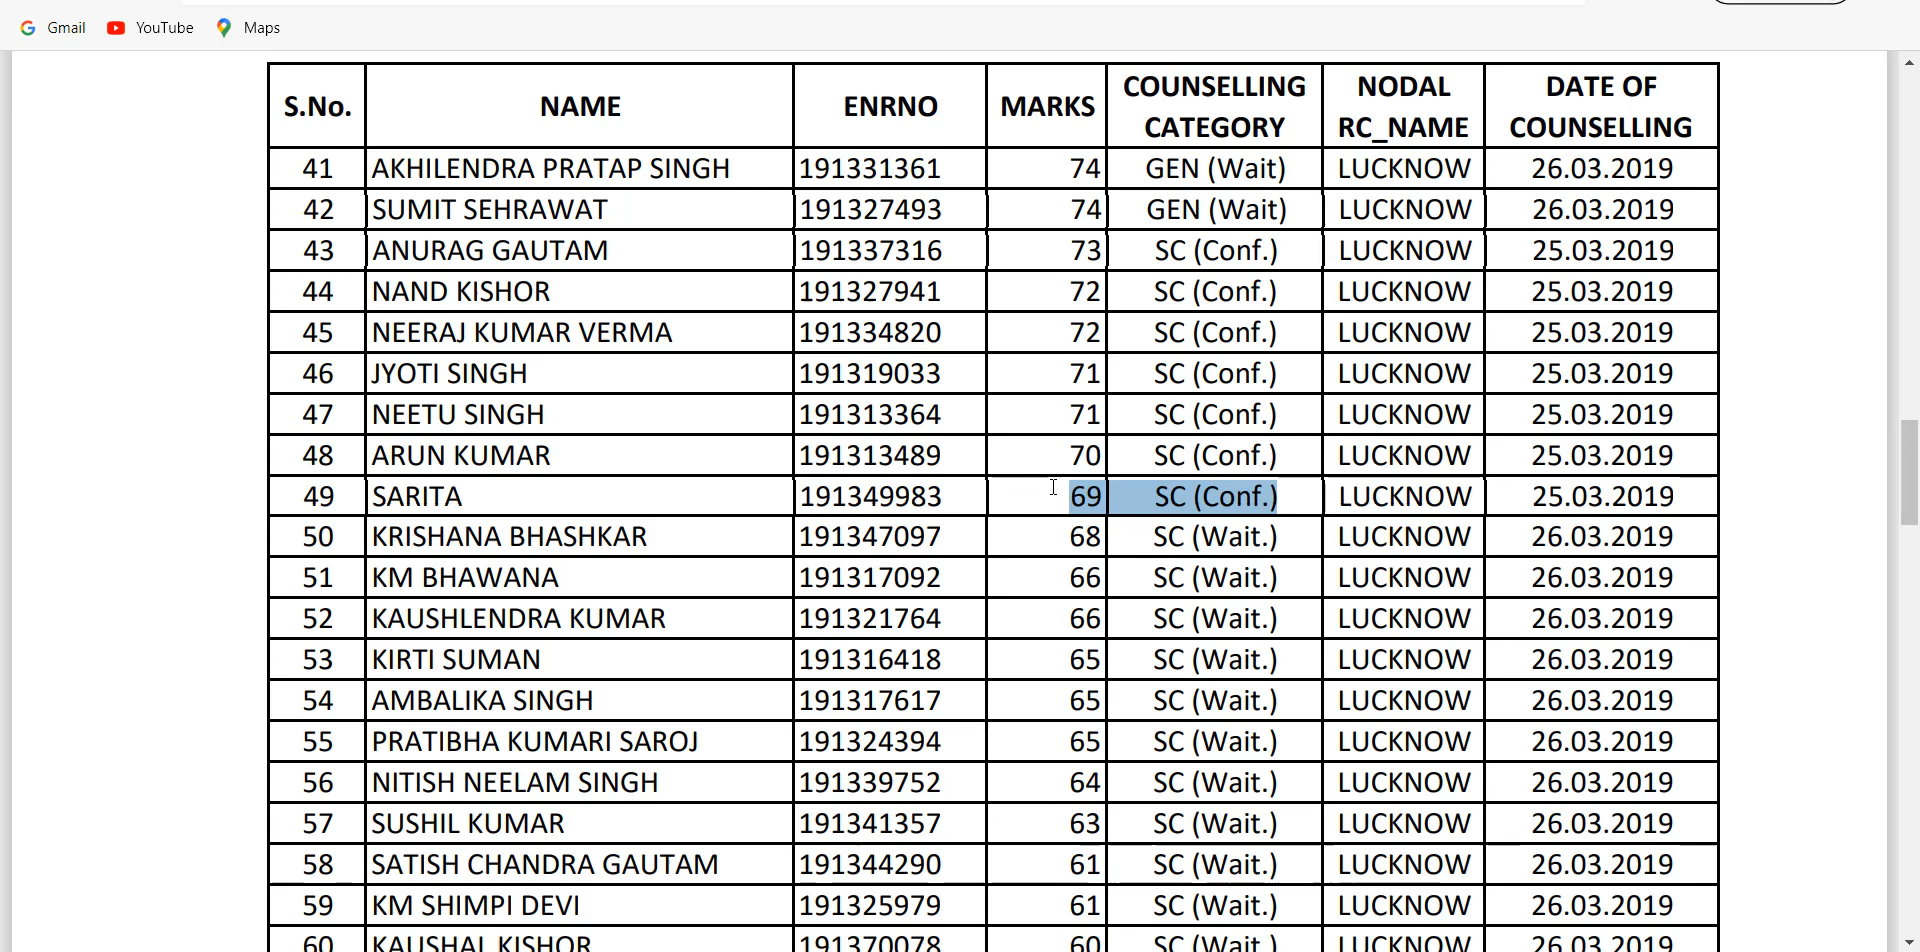 Gmail YouTube Maps
S.No. NAME ENRNO MARKS COUNSELLING CATEGORY NODAL RC_NAME DATE OF COUNSELLING
41 AKHILENDRA PRATAP SINGH 191331361 74 GEN (Wait) LUCKNOW 26.03.2019
42 SUMIT SEHRAWAT 191327493 74 GEN (Wait) LUCKNOW 26.03.2019
43 ANURAG GAUTAM 191337316 73 SC (Conf.) LUCKNOW 25.03.2019
44 NAND KISHOR 191327941 72 SC (Conf.) LUCKNOW 25.03.2019
45 NEERAJ KUMAR VERMA 191334820 72 SC (Conf.) LUCKNOW 25.03.2019
46 JYOTI SINGH 191319033 71 SC (Conf.) LUCKNOW 25.03.2019
47 NEETU SINGH 191313364 71 SC (Conf.) LUCKNOW 25.03.2019
48 ARUN KUMAR 191313489 70 SC (Conf.) LUCKNOW 25.03.2019
49 SARITA 191349983 69 SC (Conf.) LUCKNOW 25.03.2019
50 KRISHANA BHASHKAR 191347097 68 SC (Wait.) LUCKNOW 26.03.2019
51 KM BHAWANA 191317092 66 SC (Wait.) LUCKNOW 26.03.2019
52 KAUSHLENDRA KUMAR 191321764 66 SC (Wait.) LUCKNOW 26.03.2019
53 KIRTI SUMAN 191316418 65 SC (Wait.) LUCKNOW 26.03.2019
54 AMBALIKA SINGH 191317617 65 SC (Wait.) LUCKNOW 26.03.2019
55 PRATIBHA KUMARI SAROJ 191324394 65 SC (Wait.) LUCKNOW 26.03.2019
56 NITISH NEELAM SINGH 191339752 64 SC (Wait.) LUCKNOW 26.03.2019
57 SUSHIL KUMAR 191341357 63 SC (Wait.) LUCKNOW 26.03.2019
58 SATISH CHANDRA GAUTAM 191344290 61 SC (Wait.) LUCKNOW 26.03.2019
59 KM SHIMPI DEVI 191325979 61 SC (Wait.) LUCKNOW 26.03.2019
60 KAUSHAL KISHOR 191370078 60 SC (Wait.) LUCKNOW 26.03.2019